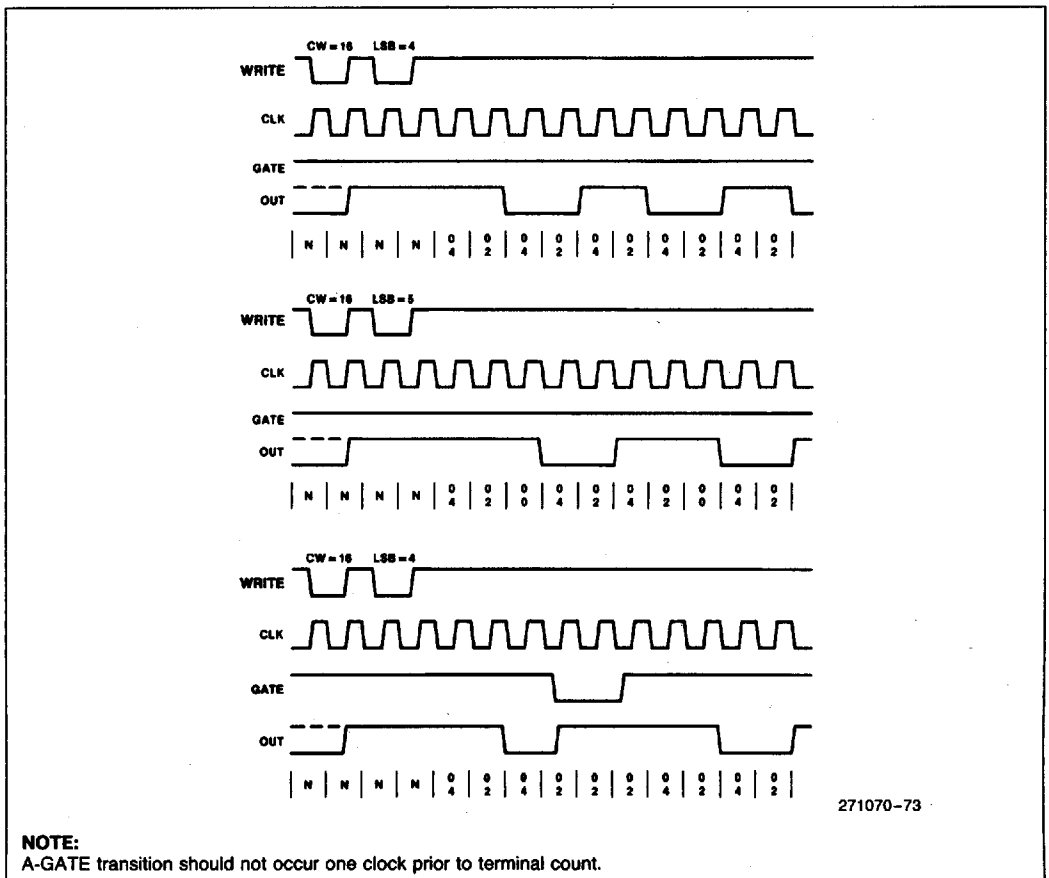 CW = 16 LSB = 4
WRITE
CLK
GATE
OUT
N N N N 0 4 0 2 0 4 0 2 0 4 0 2 0 4 0 2 0 4 0 2
CW = 16 LSB = 5
WRITE
CLK
GATE
OUT
N N N N 0 4 0 2 0 0 0 4 0 2 0 4 0 2 0 0 0 4 0 2
CW = 16 LSB = 4
WRITE
CLK
GATE
OUT
N N N N 0 4 0 2 0 4 0 2 0 2 0 2 0 4 0 2 0 4 0 2
271070-73
NOTE:
A-GATE transition should not occur one clock prior to terminal count.